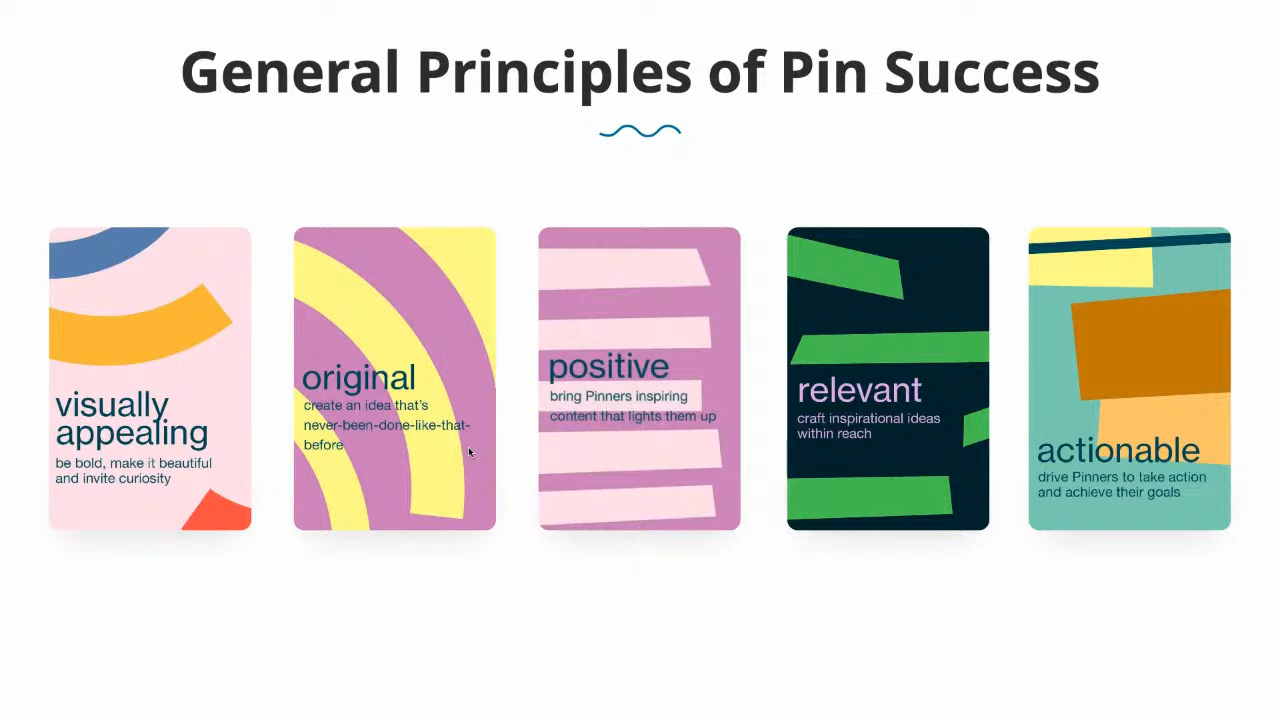 General Principles of Pin Success
visually
appealing
be bold, make it beautiful
and invite curiosity
original
create an idea that's
never-been-done-like-that-
before
positive
bring Pinners inspiring
content that lights them up
relevant
craft inspirational ideas
within reach
actionable
drive Pinners to take action
and achieve their goals